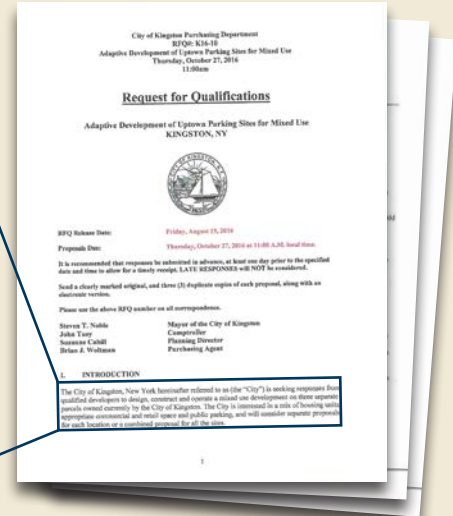 City of Kingston Purchasing Department
RFQ#: K16-10
Adaptive Development of Uptown Parking Sites for Mixed Use
Thursday, October 27, 2016
11:00am
Request for Qualifications
Adaptive Development of Uptown Parking Sites for Mixed Use
KINGSTON, NY
RFQ Release Date: Friday, August 19, 2016
Proposals Due: Thursday, October 27, 2016 at 11:00 A.M. local time.
It is recommended that responses be submitted in advance, at least one day prior to the specified
date and time to allow for a timely receipt. LATE RESPONSES will NOT be considered.
Send a clearly marked original, and three (3) duplicate copies of each proposal, along with an
electronic version.
Please use the above RFQ number on all correspondence.
Steven T. Noble Mayor of the City of Kingston
John Tuey Comptroller
Suzanne Cahill Planning Director
Brian J. Woltman Purchasing Agent
I. INTRODUCTION
The City of Kingston, New York hereinafter referred to as (the "City") is seeking responses from
qualified developers to design, construct and operate a mixed use development on three separate
parcels owned currently by the City of Kingston. The City is interested in a mix of housing units,
appropriate commercial and retail space and public parking, and will consider separate proposals
for each location or a combined proposal for all the sites.
1